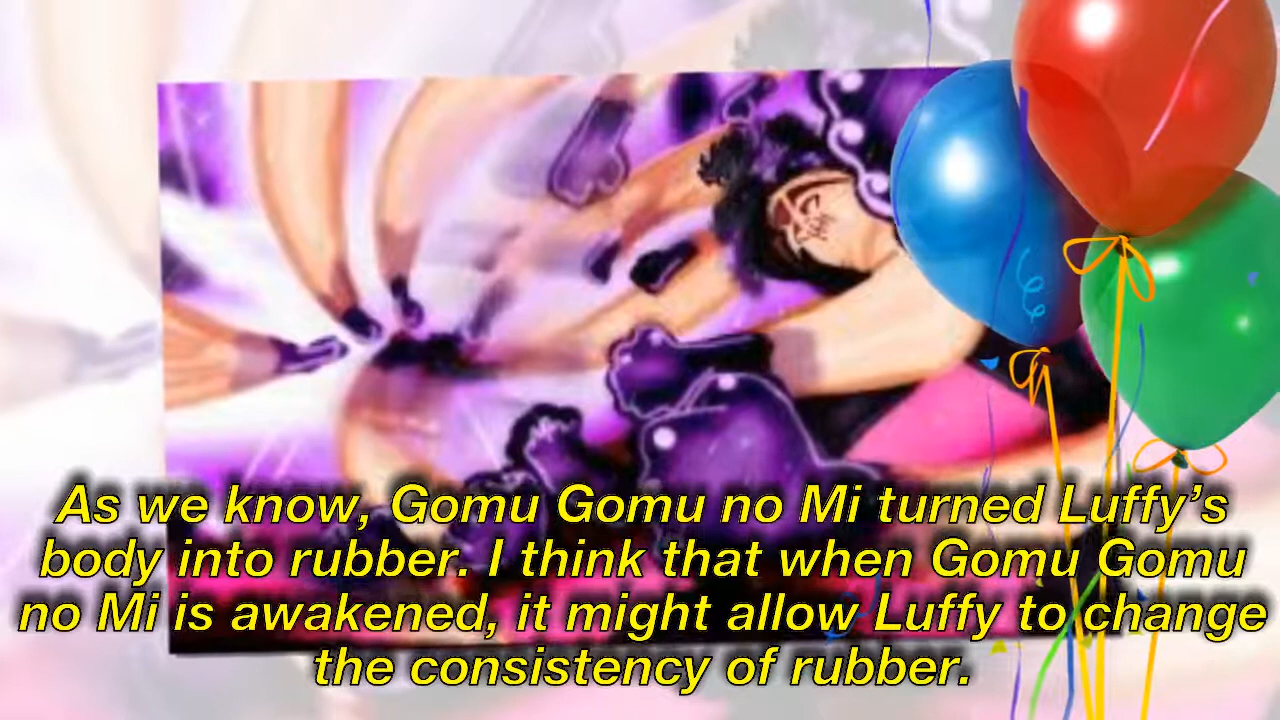 As we know, Gomu Gomu no Mi turned Luffy’s
body into rubber. I think that when Gomu Gomu
no Mi is awakened, it might allow Luffy to change
the consistency of rubber.